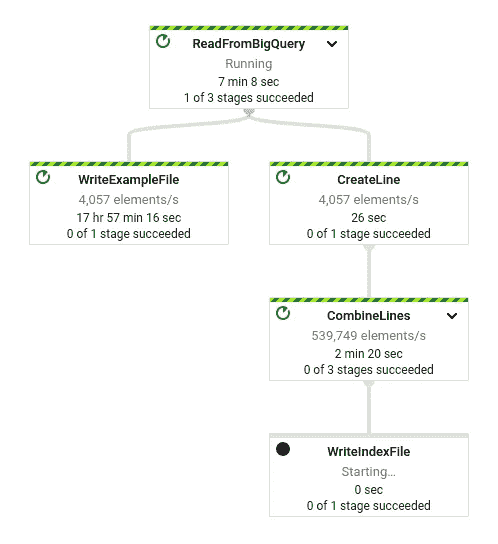 ReadFromBigQuery
Running
7 min 8 sec
1 of 3 stages succeeded
WriteExampleFile
4,057 elements/s
17 hr 57 min 16 sec
0 of 1 stage succeeded
CreateLine
4,057 elements/s
26 sec
0 of 1 stage succeeded
CombineLines
539,749 elements/s
2 min 20 sec
0 of 3 stages succeeded
WriteIndexFile
Starting...
0 sec
0 of 1 stage succeeded